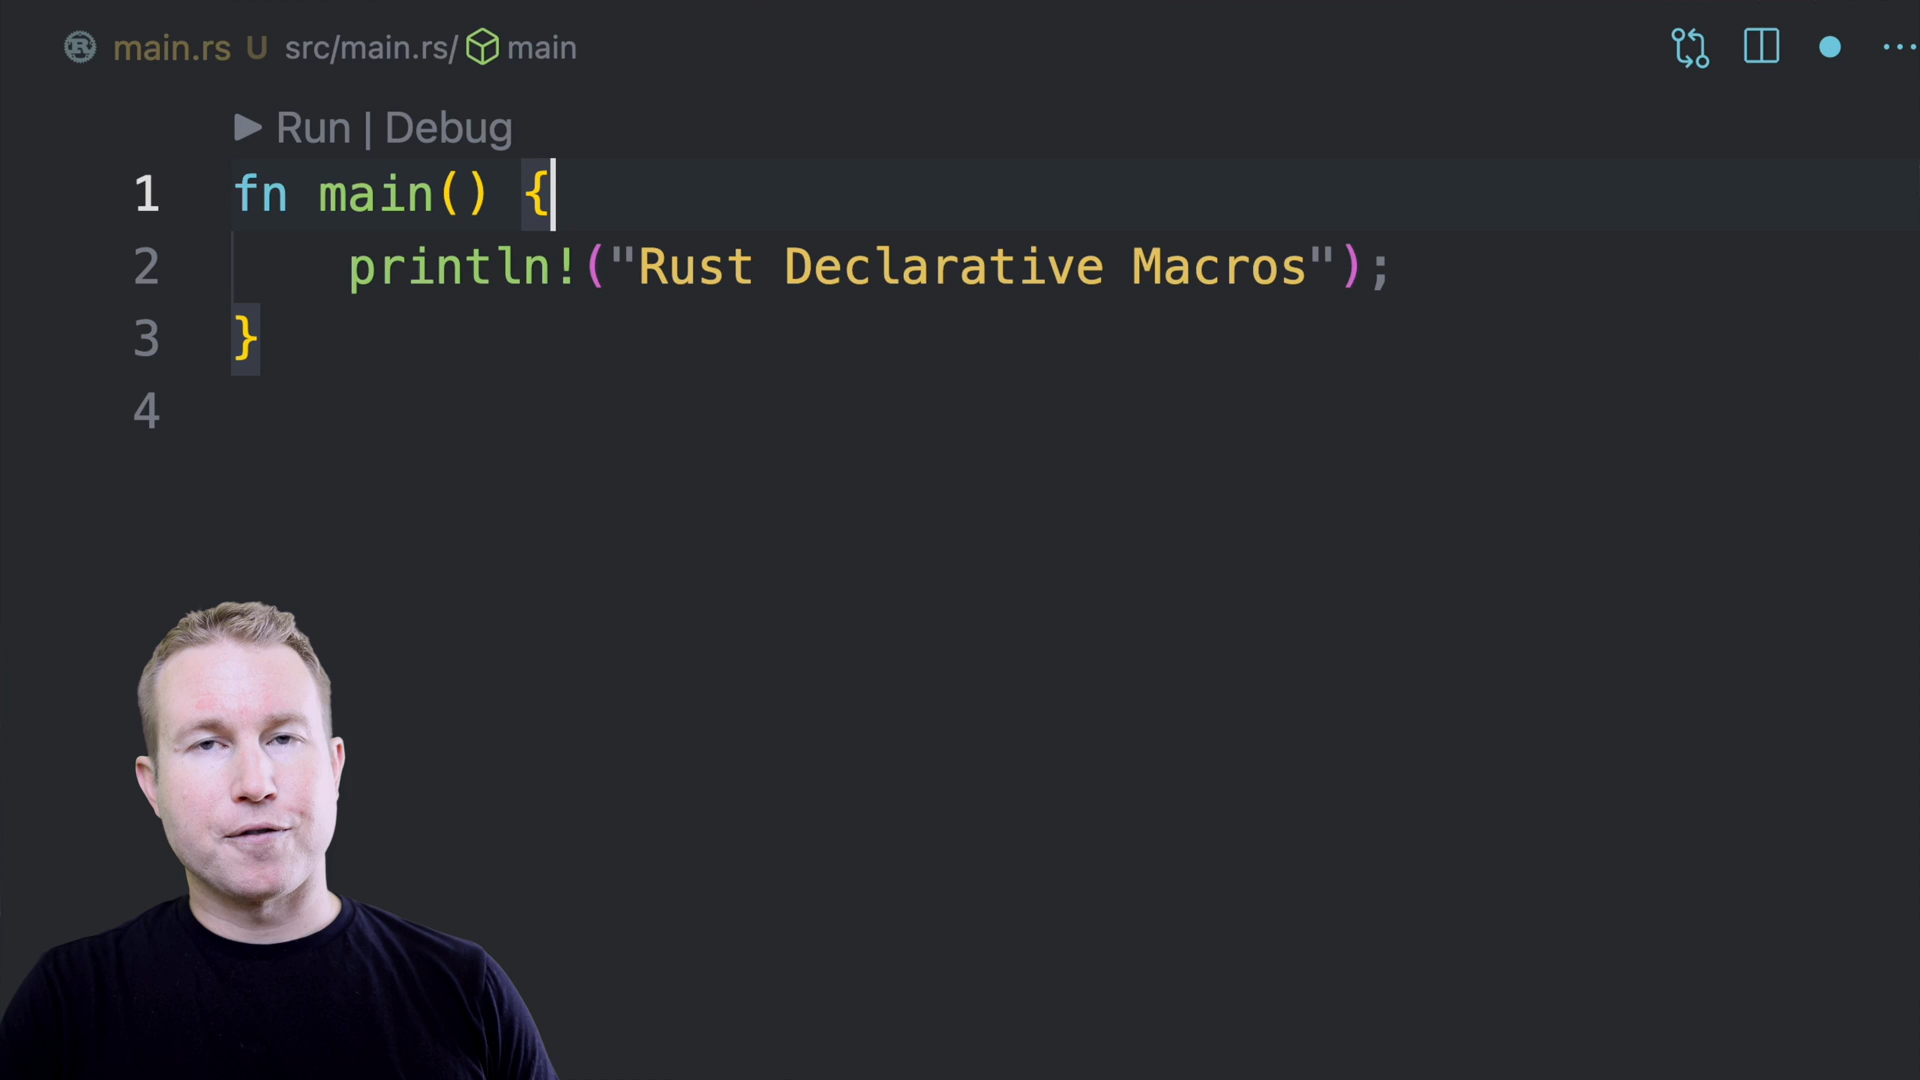 main.rs U src/main.rs/ main
Run | Debug
1 fn main() {
2 println!("Rust Declarative Macros");
3 }
4